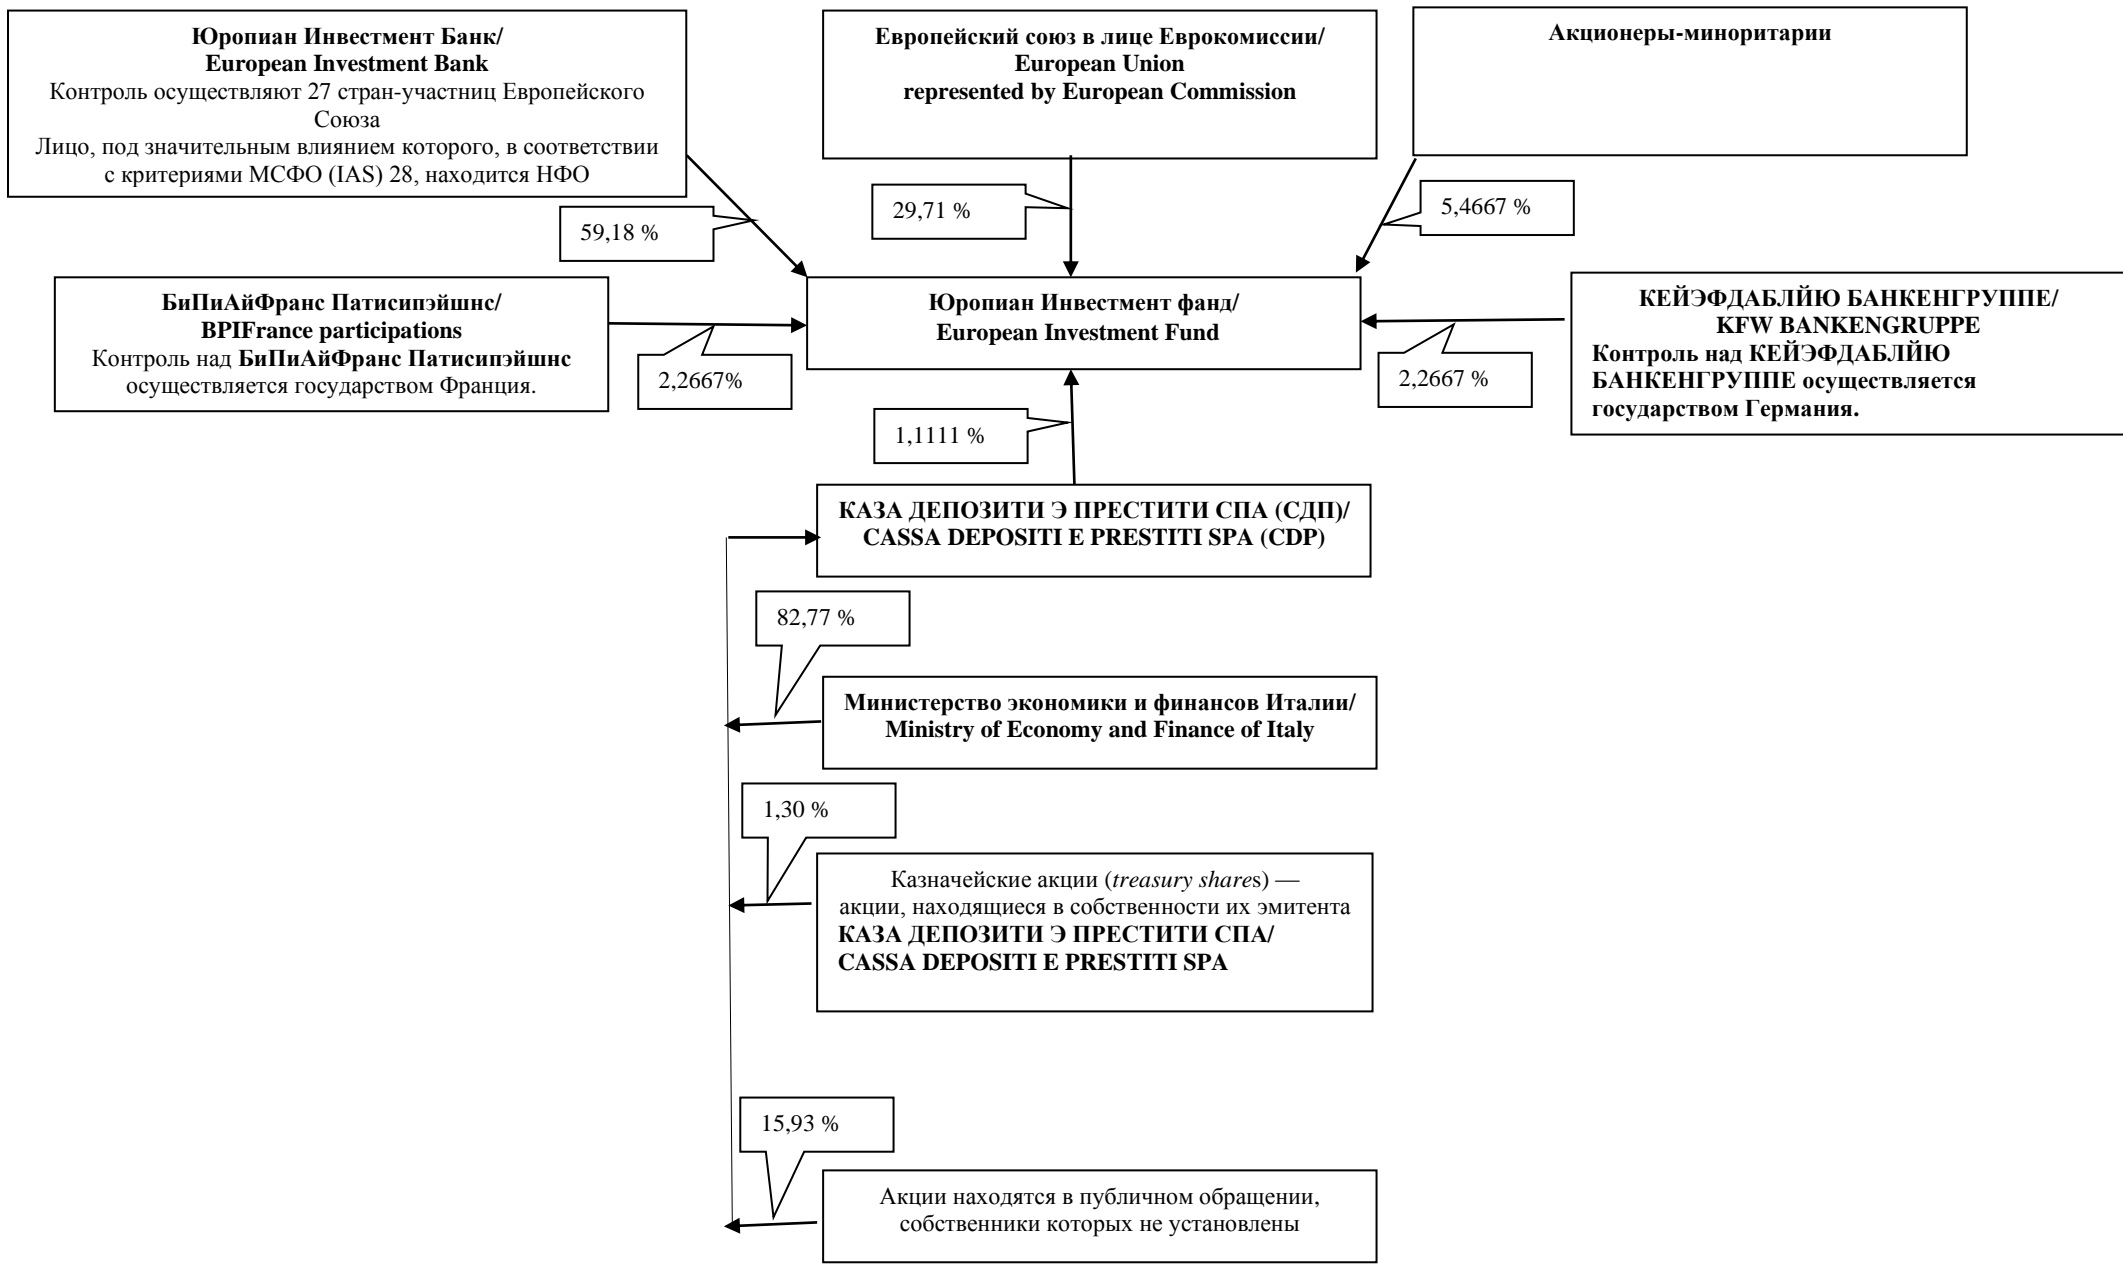 Юропиан Инвестмент Банк/
European Investment Bank
Контроль осуществляют 27 стран-участниц Европейского
Союза
Лицо, под значительным влиянием которого, в соответствии
с критериями МСФО (IAS) 28, находится НФО
Европейский союз в лице Еврокомиссии/
European Union
represented by European Commission
Акционеры-миноритарии
59,18 %
29,71 %
5,4667 %
БиПиАйФранс Патисипэйшнс/
BPIFrance participations
Контроль над БиПиАйФранс Патисипэйшнс
осуществляется государством Франция.
2,2667%
Юропиан Инвестмент фанд/
European Investment Fund
КЕЙЭФДАБЛЙЮ БАНКЕНГРУППЕ/
KFW BANKENGRUPPE
Контроль над КЕЙЭФДАБЛЙЮ
БАНКЕНГРУППЕ осуществляется
государством Германия.
2,2667 %
1,1111 %
КАЗА ДЕПОЗИТИ Э ПРЕСТИТИ СПА (СДП)/
CASSA DEPOSITI E PRESTITI SPA (CDP)
82,77 %
Министерство экономики и финансов Италии/
Ministry of Economy and Finance of Italy
1,30 %
Казначейские акции (treasury shares) —
акции, находящиеся в собственности их эмитента
КАЗА ДЕПОЗИТИ Э ПРЕСТИТИ СПА/
CASSA DEPOSITI E PRESTITI SPA
15,93 %
Акции находятся в публичном обращении,
собственники которых не установлены